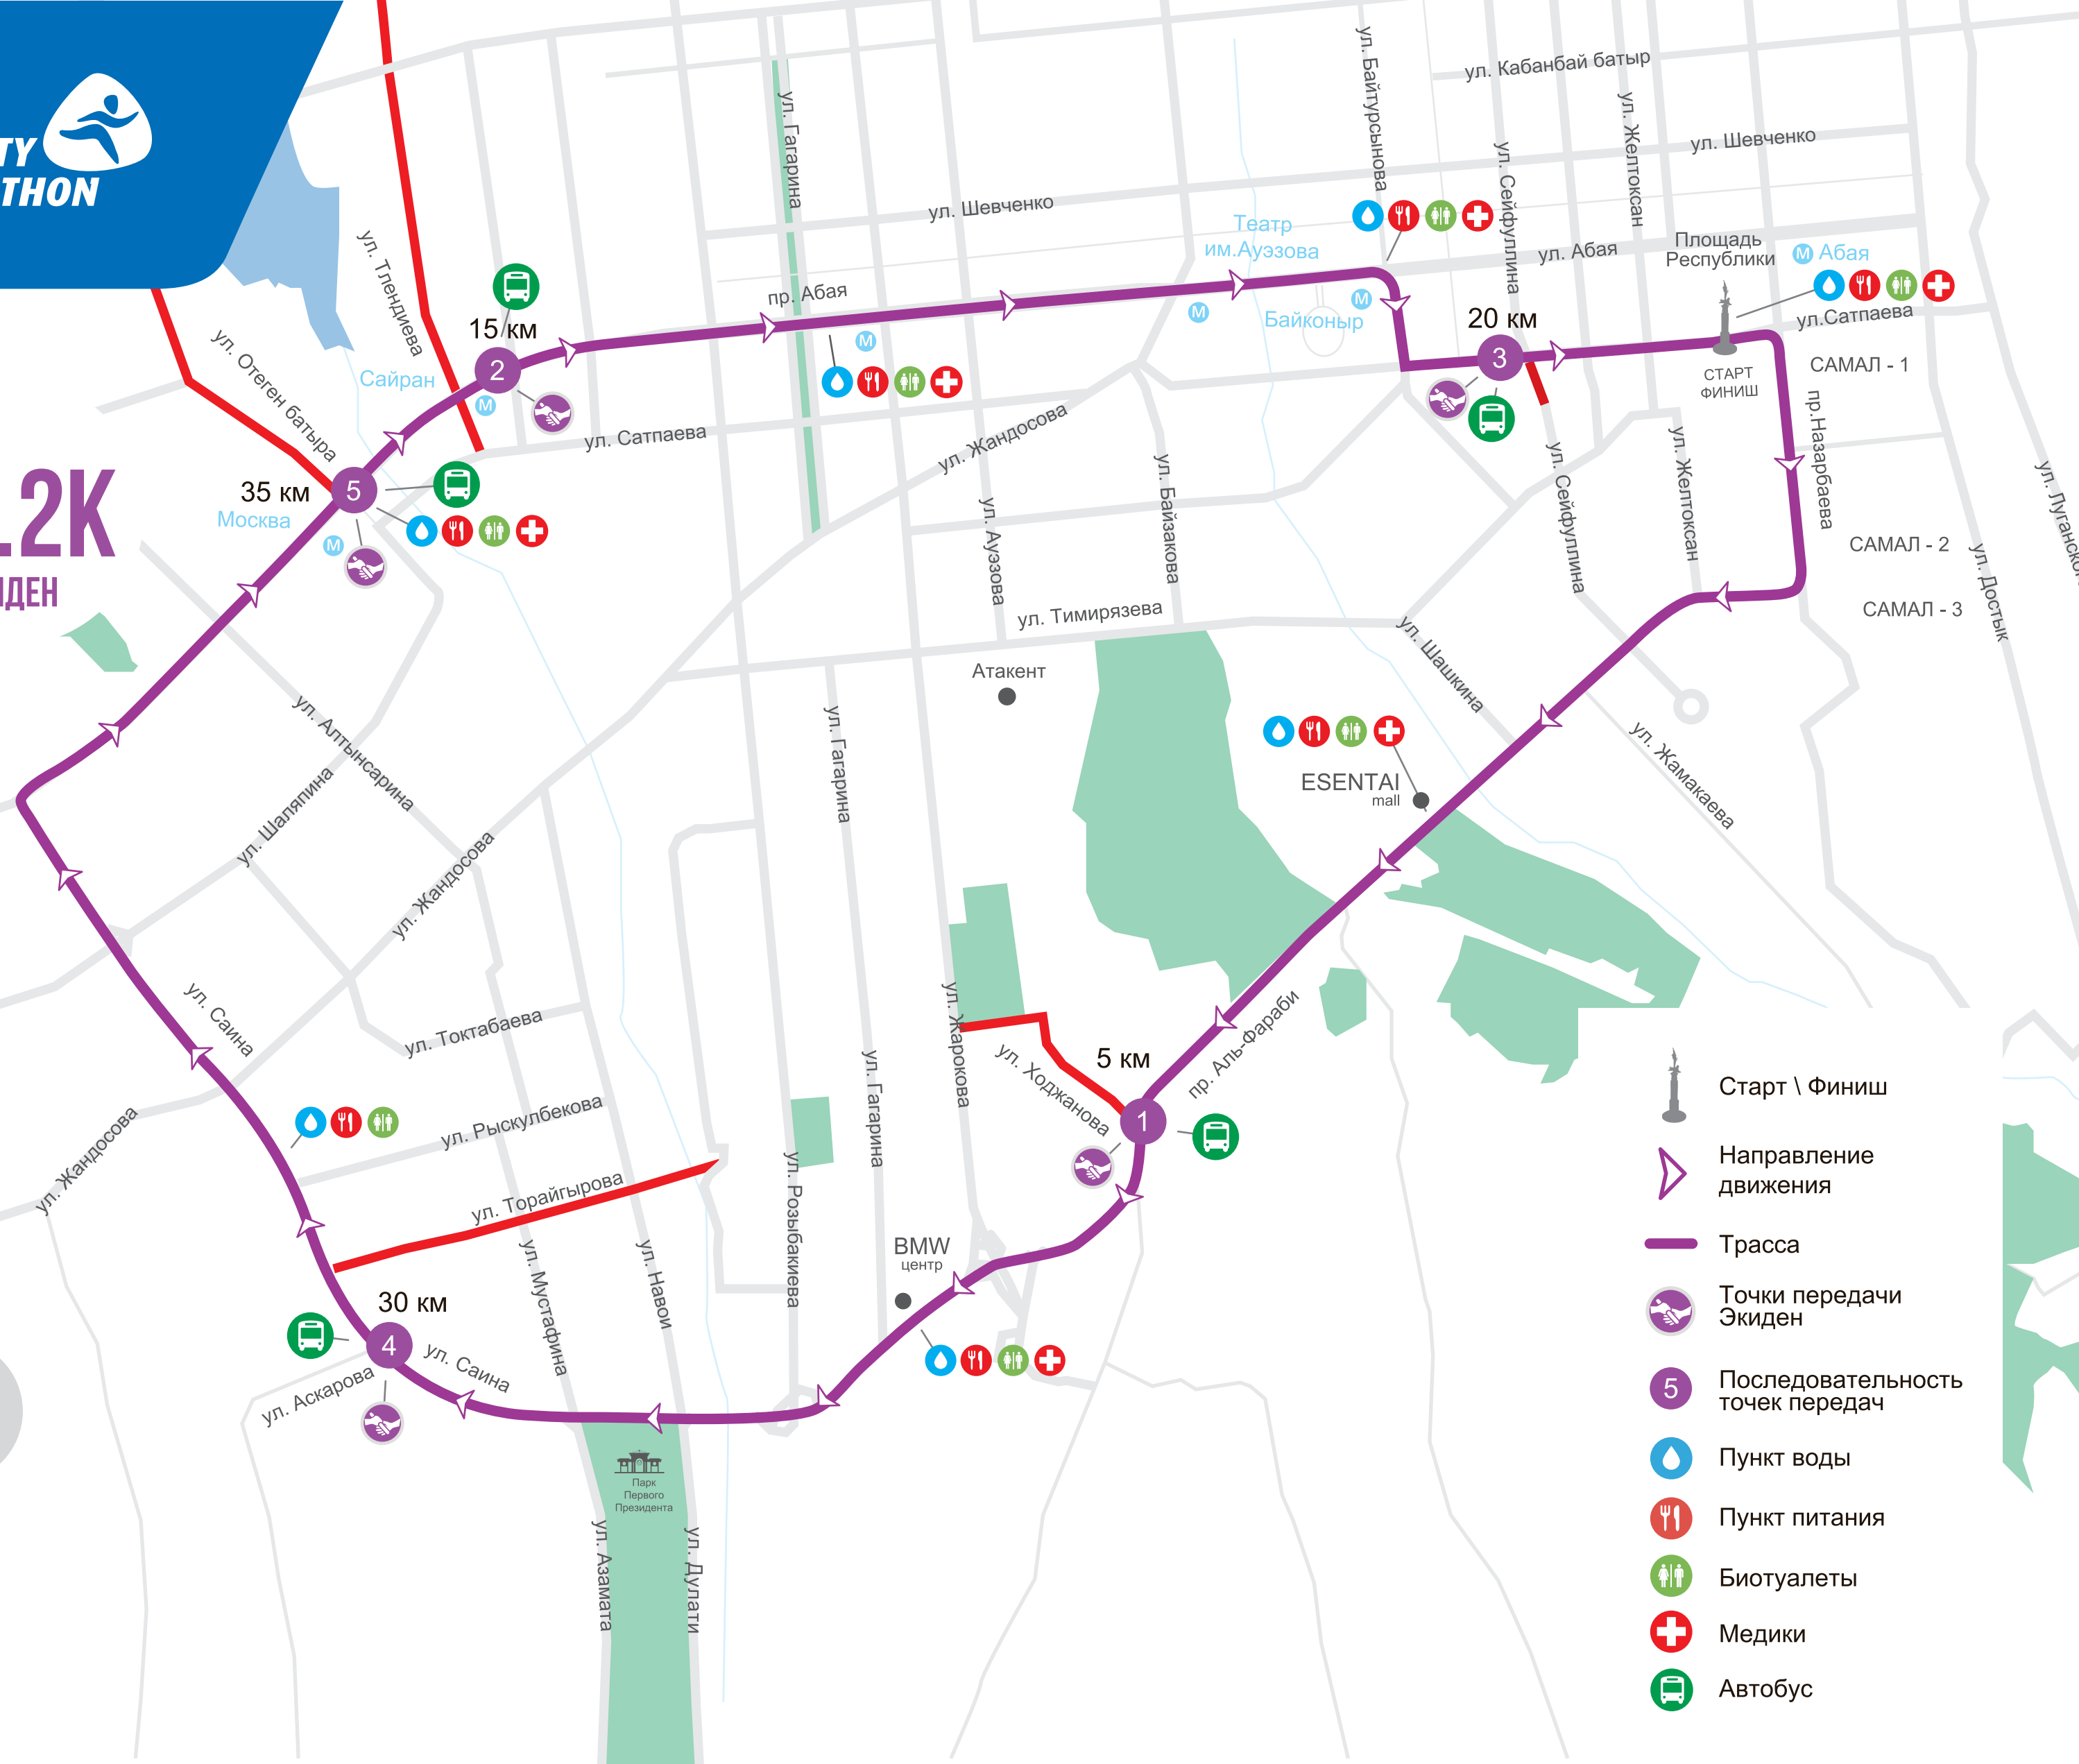 TY
THON
.2K
ИДЕН
ул. Байтурсынова
ул. Кабанбай батыр
ул. Гагарина
ул. Желтоксан
ул. Шевченко
ул. Сейфуллина
ул. Шевченко
Театр
им.Ауэзова
ул. Абая
Площадь
Республики
М Абая
ул. Тлендиева
15 км
2
пр. Абая
М
М
М
Байконыр
20 км
3
ул.Сатпаева
СТАРТ
ФИНИШ
САМАЛ - 1
ул. Отеген батыра
Сайран
М
ул. Сатпаева
ул. Жандосова
пр.Назарбаева
35 км
5
Москва
М
ул. Ауэзова
ул. Байзакова
ул. Сейфуллина
ул. Желтоксан
САМАЛ - 2
САМАЛ - 3
ул. Достык
ул. Луганского
ул. Тимирязева
ул. Шашкина
Атакент
ул. Алтынсарина
ул. Гагарина
ул. Жамакаева
ESENTAI
mall
ул. Шаляпина
ул. Жандосова
ул. Саина
ул. Токтабаева
ул. Жарокова
ул. Ходжанова
5 км
1
пр. Аль-Фараби
ул. Гагарина
ул. Рыскулбекова
ул. Жандосова
ул. Торайгырова
ул. Розыбакиева
BMW
центр
30 км
4
ул. Саина
ул. Аскарова
ул. Мустафина
ул. Навои
Парк
Первого
Президента
ул. Азамата
ул. Дулати
Старт \ Финиш
Направление
движения
Трасса
Точки передачи
Экиден
5
Последовательность
точек передач
Пункт воды
Пункт питания
Биотуалеты
Медики
Автобус